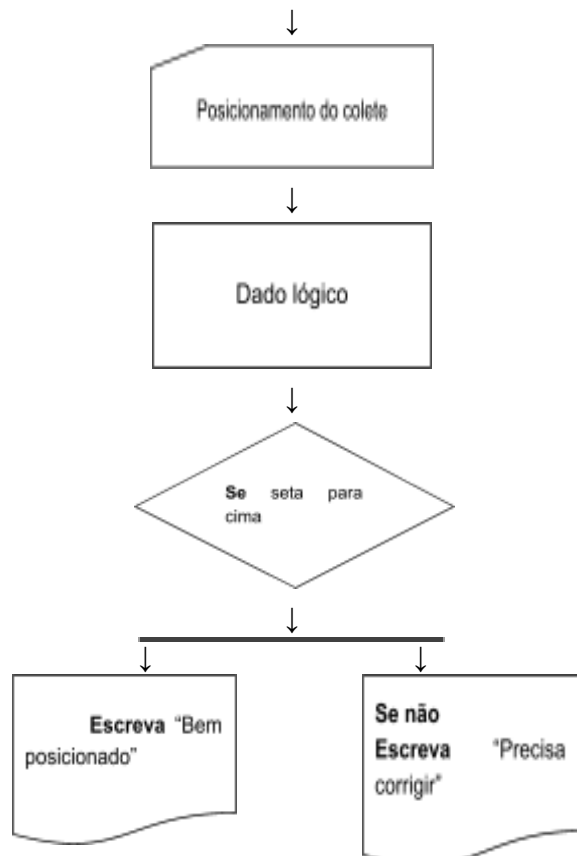 Posicionamento do colete
Dado lógico
Se seta para
cima
Escreva “Bem
posicionado”
Se não
Escreva “Precisa
corrigir”